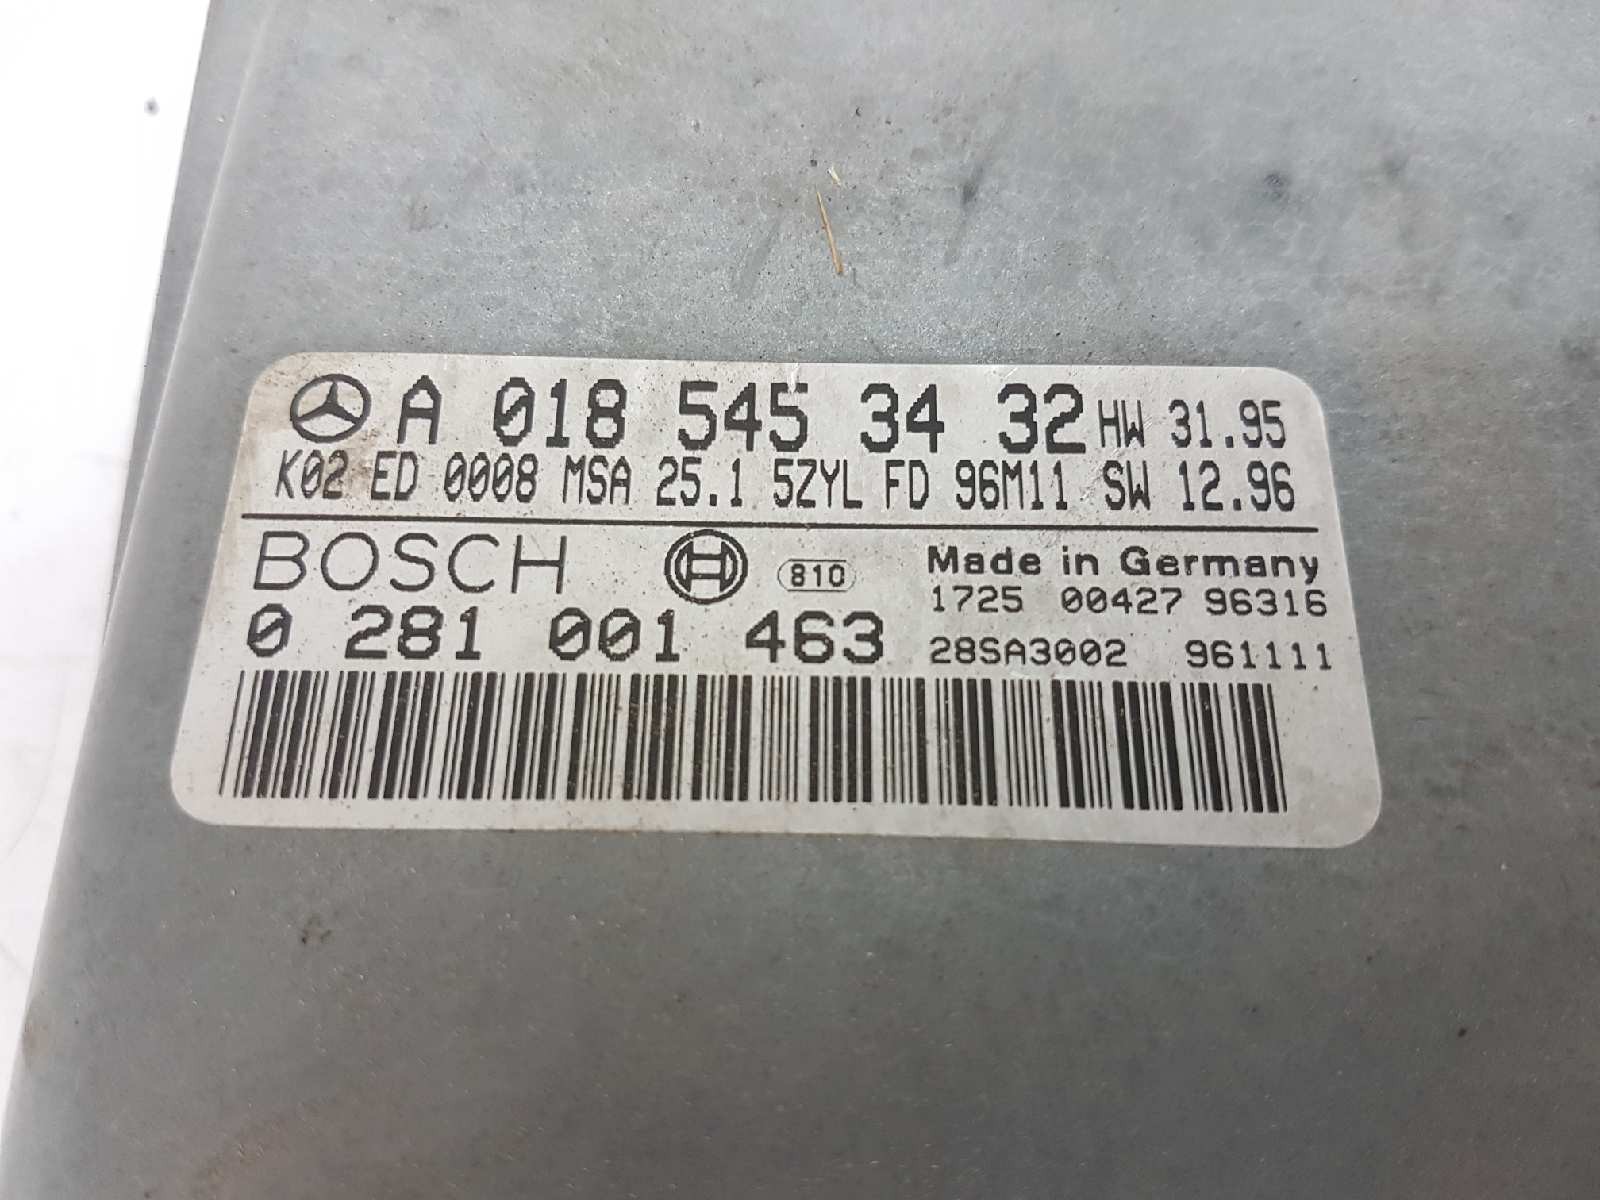 A 018 545 34 32 HW 31.95
K02 ED 0008 MSA 25.1 5ZYL FD 96M11 SW 12.96
BOSCH 810 Made in Germany
1725 00427 96316
0 281 001 463 28SA3002 961111